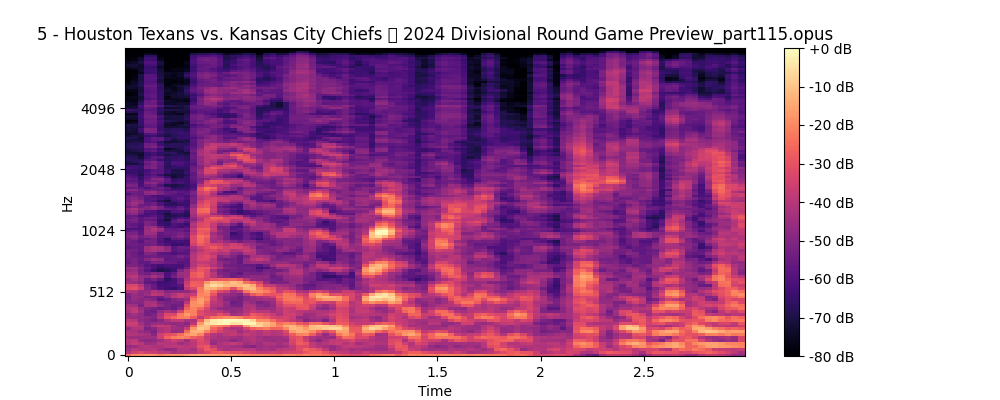 5 - Houston Texans vs. Kansas City Chiefs ▯ 2024 Divisional Round Game Preview_part115.opus
Hz
4096
2048
1024
512
0
0 0.5 1 1.5 2 2.5
Time
+0 dB
-10 dB
-20 dB
-30 dB
-40 dB
-50 dB
-60 dB
-70 dB
-80 dB